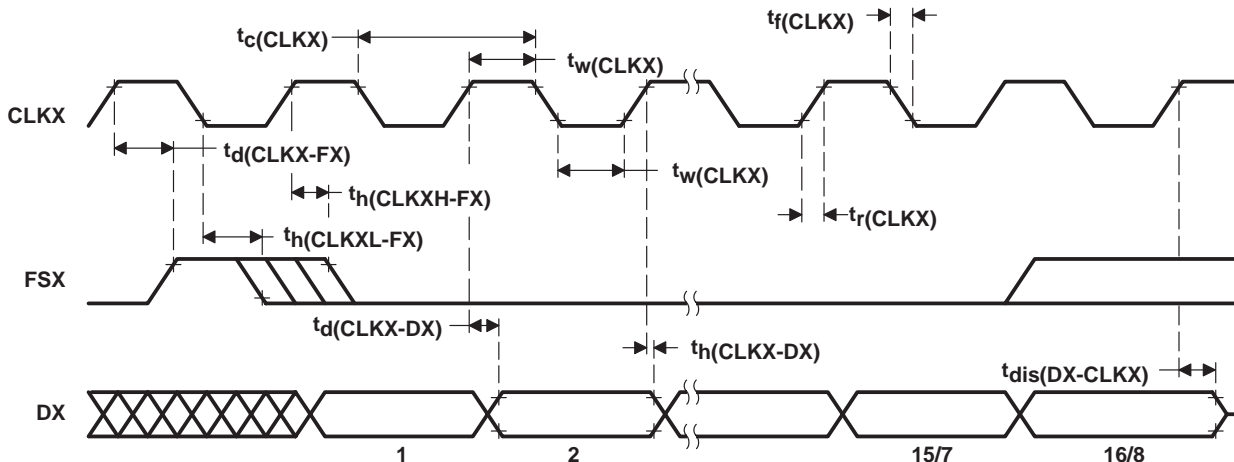 tc(CLKX)
tf(CLKX)
tw(CLKX)
CLKX
td(CLKX-FX)
tw(CLKX)
th(CLKXH-FX)
tr(CLKX)
th(CLKXL-FX)
FSX
td(CLKX-DX)
th(CLKX-DX)
tdis(DX-CLKX)
DX
1 2 15/7 16/8